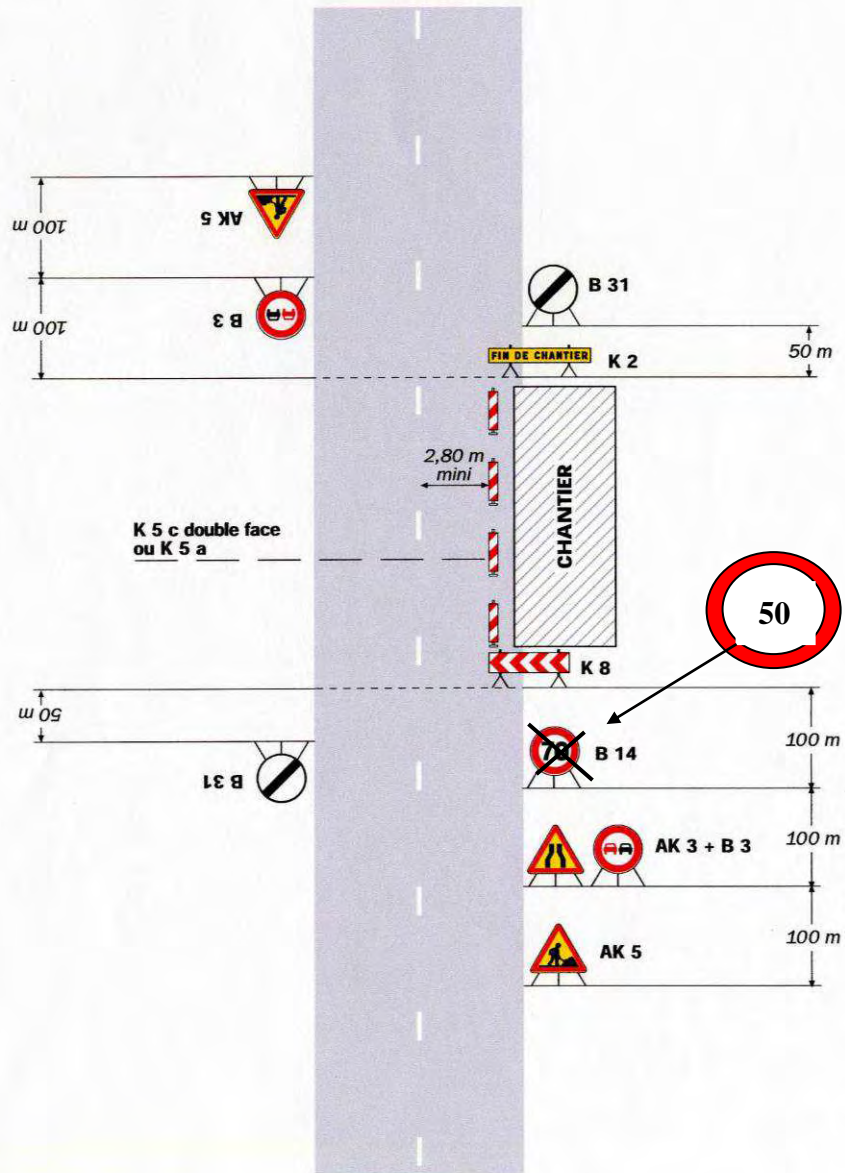 AK 5
100 m
B 3
100 m
B 31
FIN DE CHANTIER
K 2
50 m
2,80 m
mini
CHANTIER
K 5 c double face
ou K 5 a
50
K 8
50 m
B 31
70
B 14
100 m
AK 3 + B 3
100 m
AK 5
100 m